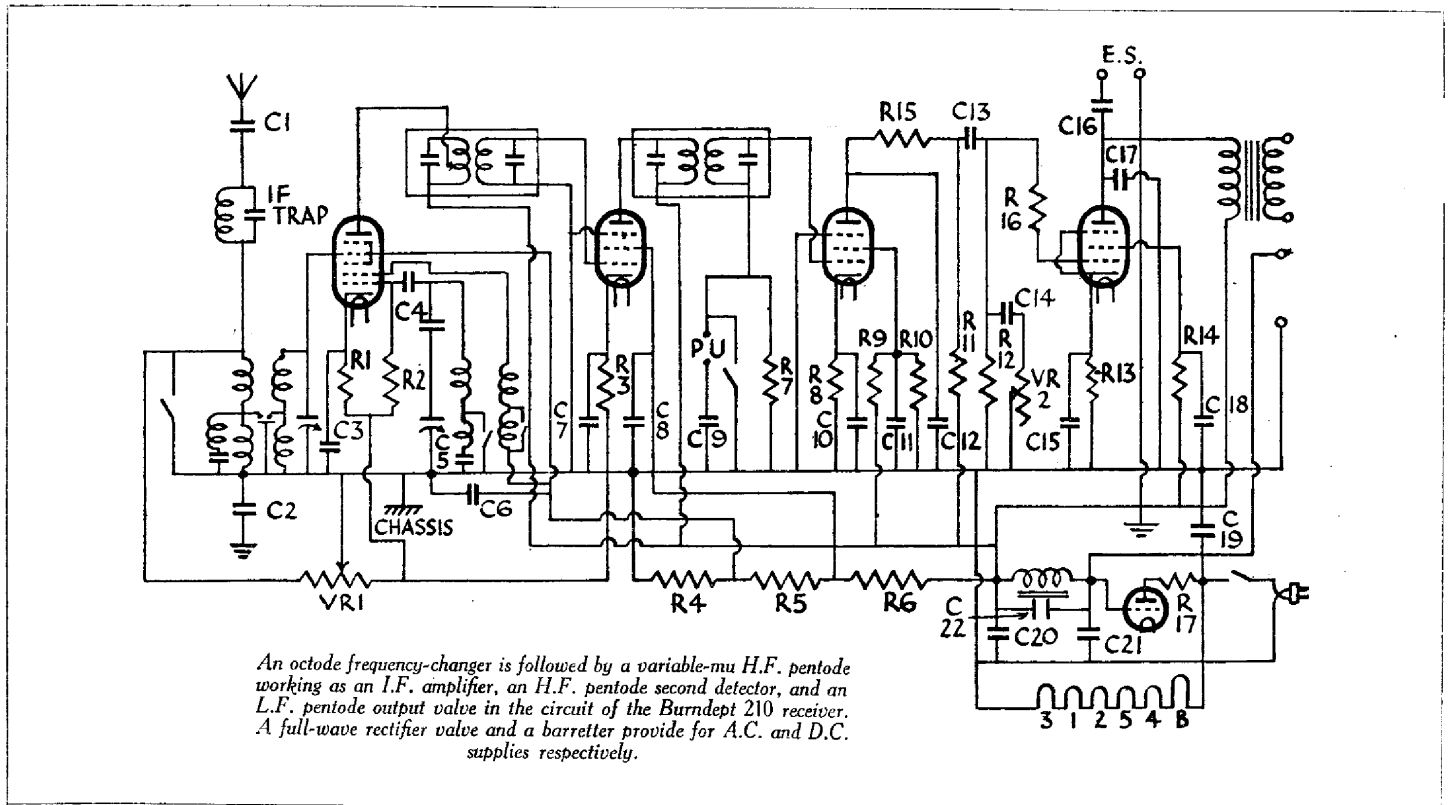 E.S.
C1
R15
C13
C16
C17
IF
TRAP
R
16
C4
C14
R1
R2
R
3
P U
R
7
R
8
R9
R10
R
11
R
12
VR
2
R13
R14
C3
C
5
C
7
C
8
C 9
C
10
C11
C12
C15
C 18
C2
CHASSIS
C6
C
19
VR1
R4
R5
R6
C
22
C20
C21
R
17
3 1 2 5 4 B
An octode frequency-changer is followed by a variable-mu H.F. pentode
working as an I.F. amplifier, an H.F. pentode second detector, and an
L.F. pentode output valve in the circuit of the Burndept 210 receiver.
A full-wave rectifier valve and a barretter provide for A.C. and D.C.
supplies respectively.